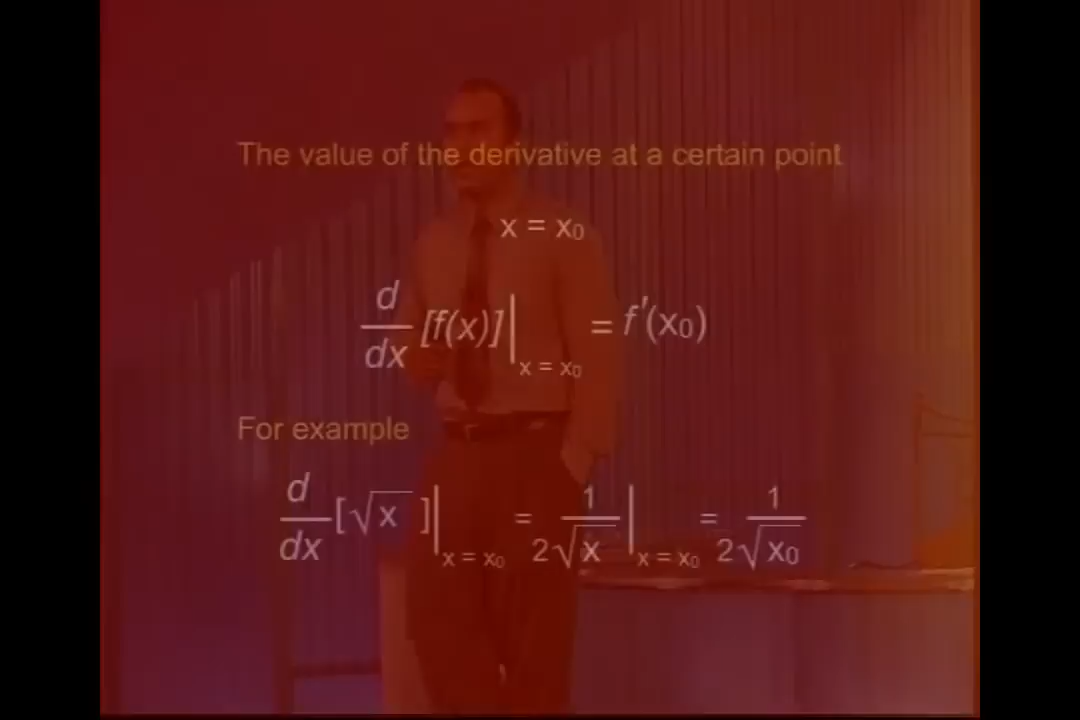 The value of the derivative at a certain point
x = x₀
d/dx [f(x)]|ₓ ₌ ₓ₀ = f′(x₀)
For example
d/dx [√x ]|ₓ ₌ ₓ₀ = 1/2√x |ₓ ₌ ₓ₀ = 1/2√x₀